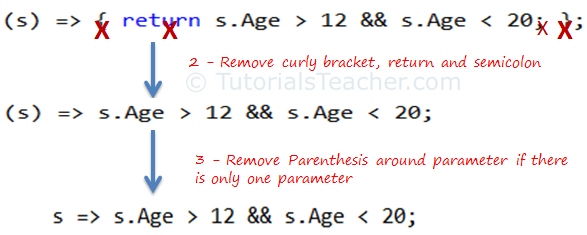 (s) => { return s.Age > 12 && s.Age < 20; };
X X X X
2 - Remove curly bracket, return and semicolon
© TutorialsTeacher.com
(s) => s.Age > 12 && s.Age < 20;
3 - Remove Parenthesis around parameter if there
is only one parameter
s => s.Age > 12 && s.Age < 20;